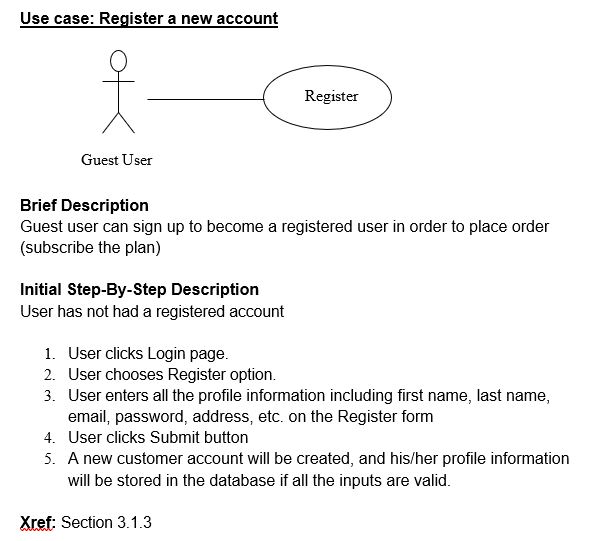 Use case: Register a new account
Register
Guest User
Brief Description
Guest user can sign up to become a registered user in order to place order
(subscribe the plan)
Initial Step-By-Step Description
User has not had a registered account
1. User clicks Login page.
2. User chooses Register option.
3. User enters all the profile information including first name, last name,
email, password, address, etc. on the Register form
4. User clicks Submit button
5. A new customer account will be created, and his/her profile information
will be stored in the database if all the inputs are valid.
Xref: Section 3.1.3